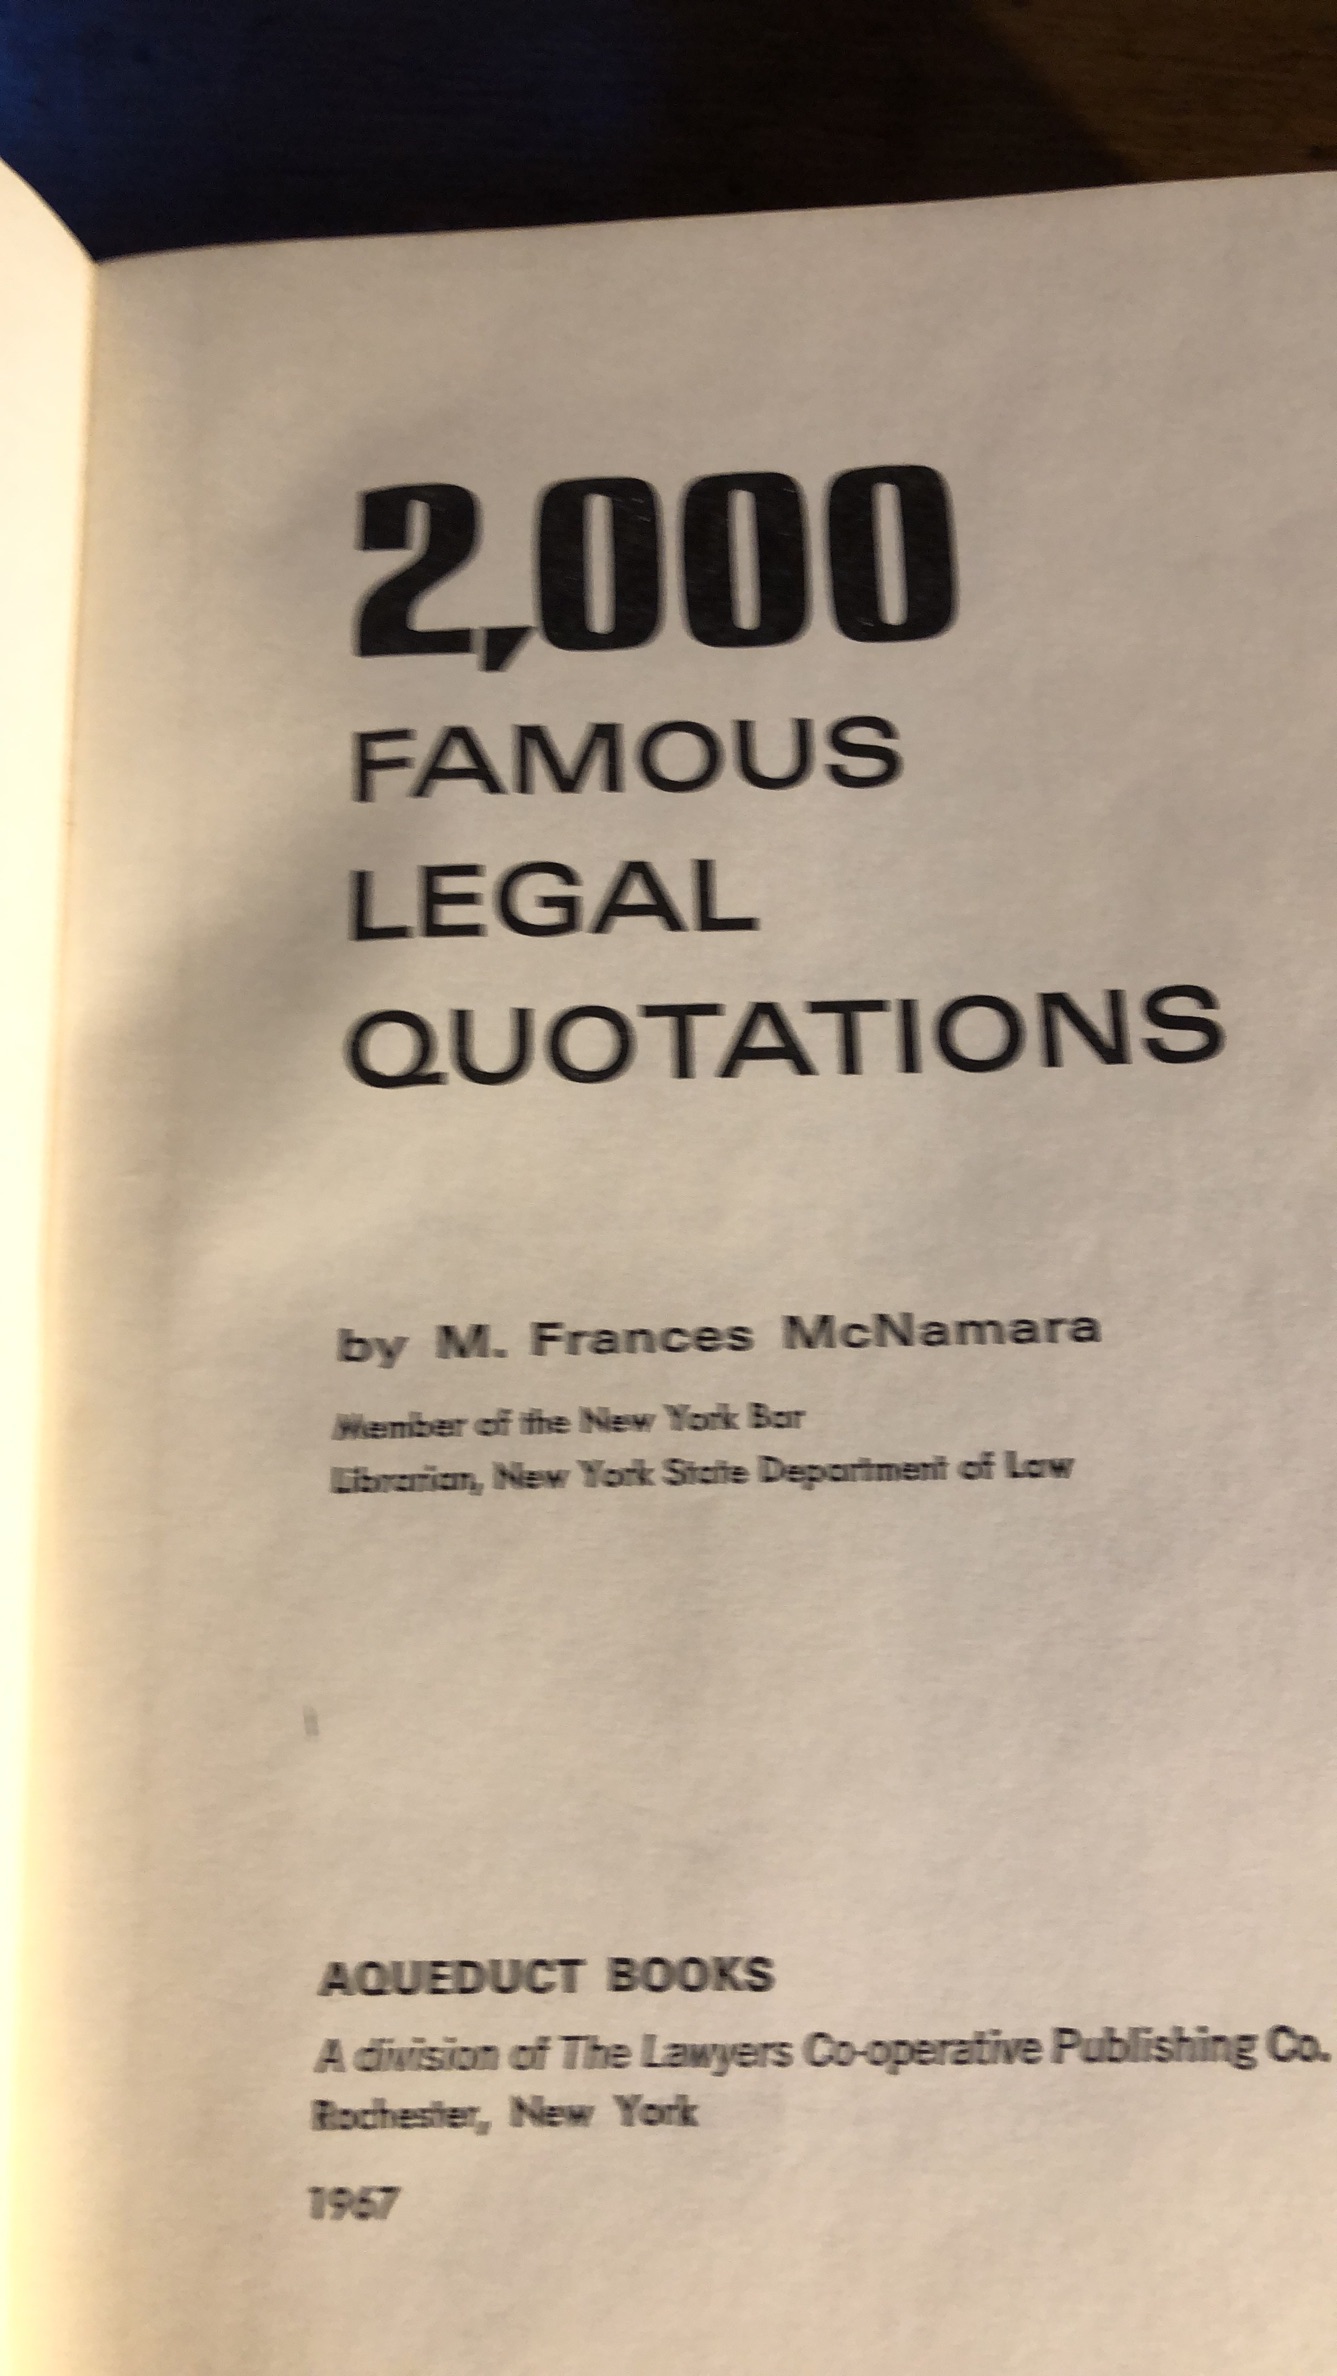 2,000
FAMOUS
LEGAL
QUOTATIONS
by M. Frances McNamara
Member of the New York Bar
Librarian, New York State Department of Law
AQUEDUCT BOOKS
A division of The Lawyers Co-operative Publishing Co.
Rochester, New York
1967